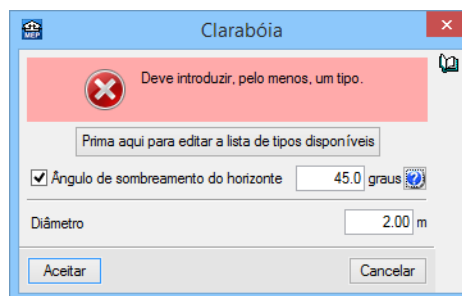 MEP
Clarabóia
Deve introduzir, pelo menos, um tipo.
Prima aqui para editar a lista de tipos disponíveis
Ângulo de sombreamento do horizonte 45.0 graus
Diâmetro 2.00 m
Aceitar Cancelar